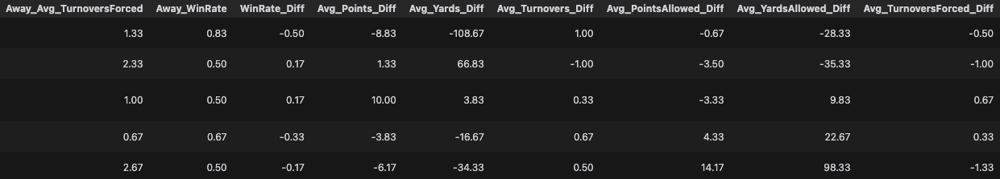 Away_Avg_TurnoversForced Away_WinRate WinRate_Diff Avg_Points_Diff Avg_Yards_Diff Avg_Turnovers_Diff Avg_PointsAllowed_Diff Avg_YardsAllowed_Diff Avg_TurnoversForced_Diff
1.33 0.83 -0.50 -8.83 -108.67 1.00 -0.67 -28.33 -0.50
2.33 0.50 0.17 1.33 66.83 -1.00 -3.50 -35.33 -1.00
1.00 0.50 0.17 10.00 3.83 0.33 -3.33 9.83 0.67
0.67 0.67 -0.33 -3.83 -16.67 0.67 4.33 22.67 0.33
2.67 0.50 -0.17 -6.17 -34.33 0.50 14.17 98.33 -1.33